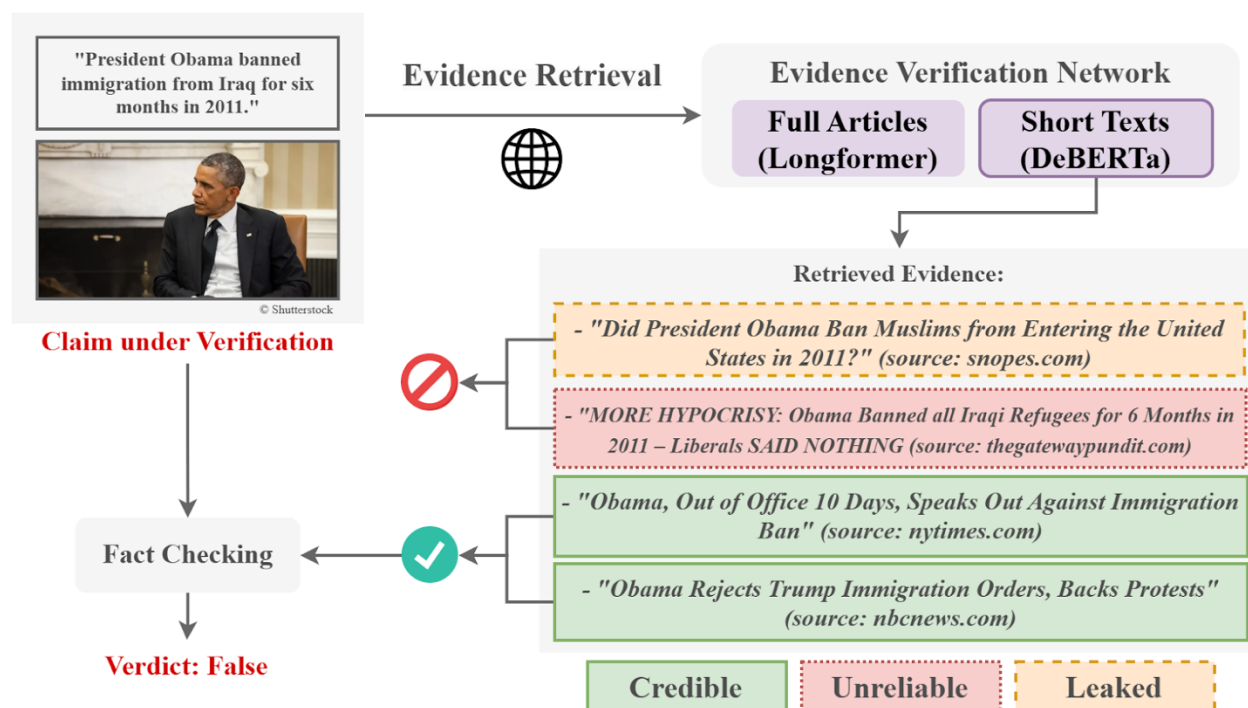 "President Obama banned
immigration from Iraq for six
months in 2011."
© Shutterstock
Claim under Verification
Evidence Retrieval
Evidence Verification Network
Full Articles
(Longformer)
Short Texts
(DeBERTa)
Retrieved Evidence:
- "Did President Obama Ban Muslims from Entering the United
States in 2011?" (source: snopes.com)
- "MORE HYPOCRISY: Obama Banned all Iraqi Refugees for 6 Months in
2011 – Liberals SAID NOTHING (source: thegatewaypundit.com)
- "Obama, Out of Office 10 Days, Speaks Out Against Immigration
Ban" (source: nytimes.com)
- "Obama Rejects Trump Immigration Orders, Backs Protests"
(source: nbcnews.com)
Fact Checking
Verdict: False
Credible
Unreliable
Leaked